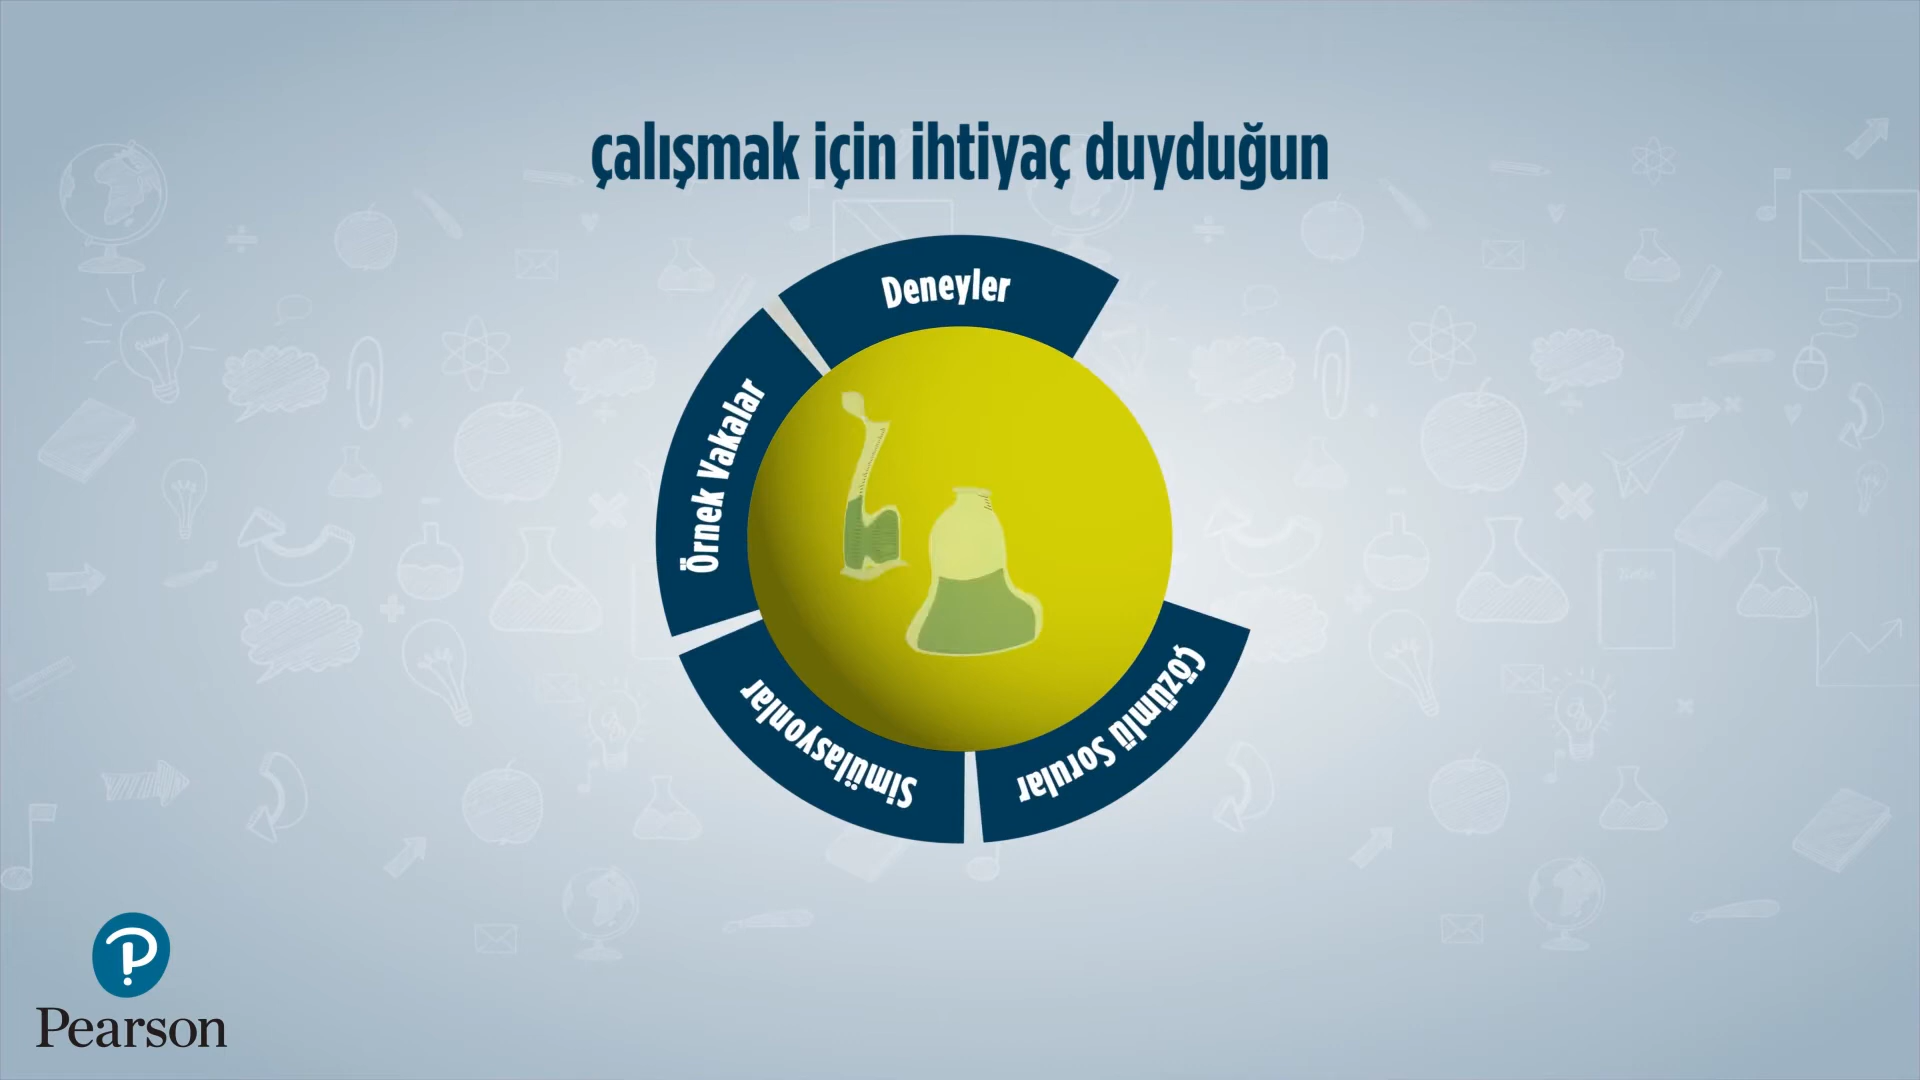 çalışmak için ihtiyaç duyduğun
Deneyler
Örnek Vakalar
Simülasyonlar
Çözümlü Sorular
Pearson